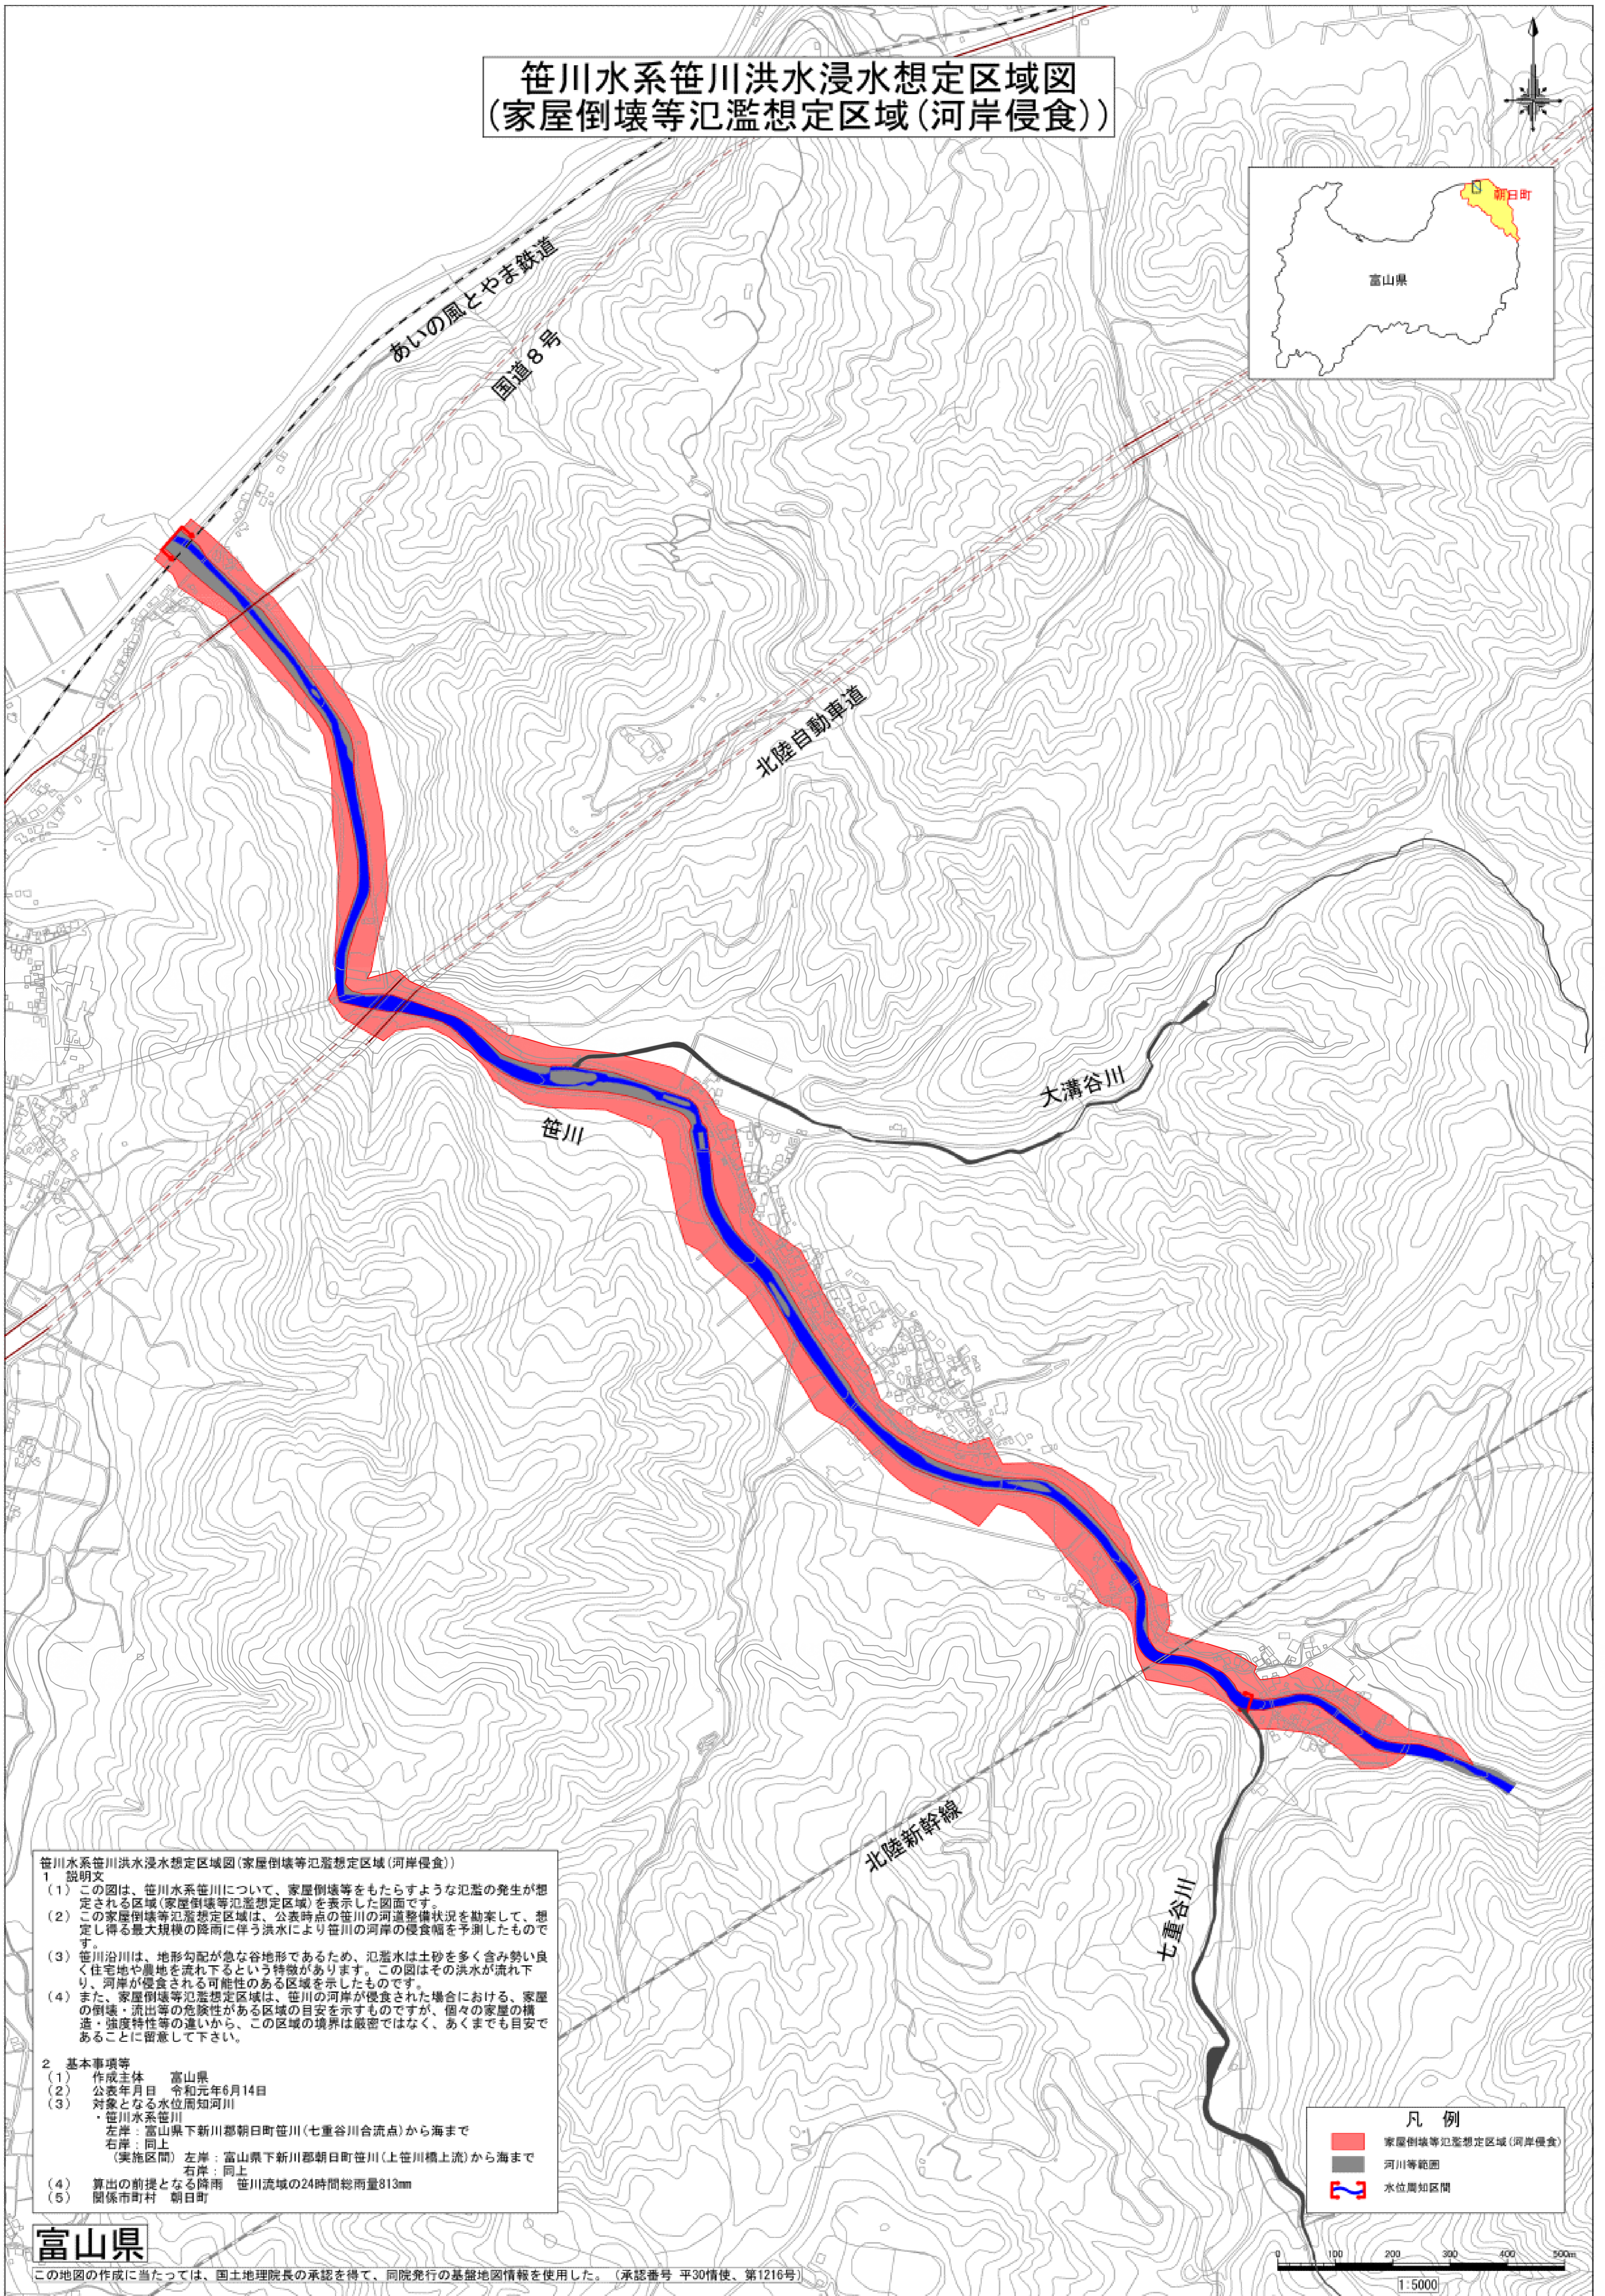 笹川水系笹川洪水浸水想定区域図
(家屋倒壊等氾濫想定区域(河岸侵食))
朝日町
富山県
あいの風とやま鉄道
国道8号
北陸自動車道
大溝谷川
笹川
北陸新幹線
七重谷川
笹川水系笹川洪水浸水想定区域図(家屋倒壊等氾濫想定区域(河岸侵食))
1 説明文
(1) この図は、笹川水系笹川について、家屋倒壊等をもたらすような氾濫の発生が想
定される区域(家屋倒壊等氾濫想定区域)を表示した図面です。
(2) この家屋倒壊等氾濫想定区域は、公表時点の笹川の河道整備状況を勘案して、想
定し得る最大規模の降雨に伴う洪水により笹川の河岸の侵食幅を予測したもので
す。
(3) 笹川沿川は、地形勾配が急な谷地形であるため、氾濫水は土砂を多く含み勢い良
く住宅地や農地を流れ下るという特徴があります。この図はその洪水が流れ下
り、河岸が侵食される可能性のある区域を示したものです。
(4) また、家屋倒壊等氾濫想定区域は、笹川の河岸が侵食された場合における、家屋
の倒壊・流出等の危険性がある区域の目安を示すものですが、個々の家屋の構
造・強度特性等の違いから、この区域の境界は厳密ではなく、あくまでも目安で
あることに留意して下さい。
2 基本事項等
(1) 作成主体 富山県
(2) 公表年月日 令和元年6月14日
(3) 対象となる水位周知河川
・笹川水系笹川
左岸:富山県下新川郡朝日町笹川(七重谷川合流点)から海まで
右岸:同上
(実施区間) 左岸:富山県下新川郡朝日町笹川(上笹川橋上流)から海まで
右岸:同上
(4) 算出の前提となる降雨 笹川流域の24時間総雨量813mm
(5) 関係市町村 朝日町
凡 例
家屋倒壊等氾濫想定区域(河岸侵食)
河川等範囲
水位周知区間
富山県
この地図の作成に当たっては、国土地理院長の承認を得て、同院発行の基盤地図情報を使用した。(承認番号 平30情使、第1216号)
0 100 200 300 400 500m
1:5000